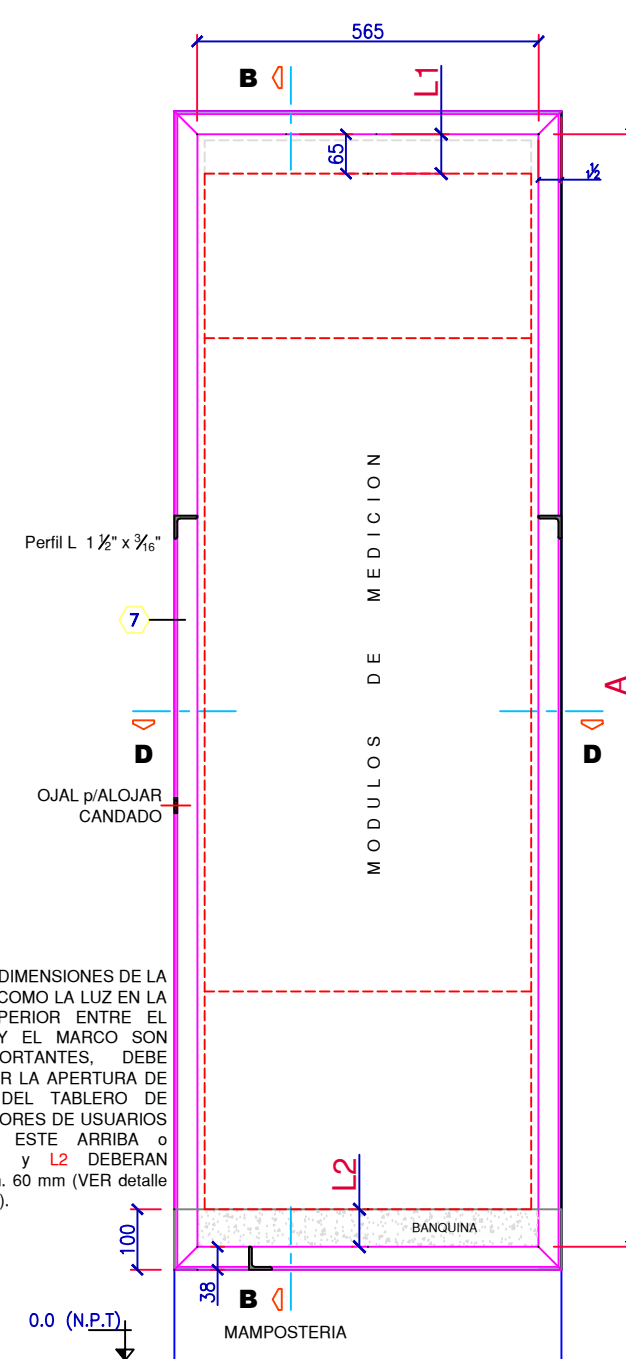 565
B
L1
65
1/2
MODULOS DE MEDICION
Perfil L 1 ½" x 3/16"
7
A
D
D
OJAL p/ALOJAR
CANDADO
DIMENSIONES DE LA
COMO LA LUZ EN LA
PERIOR ENTRE EL
Y EL MARCO SON
ORTANTES, DEBE
R LA APERTURA DE
DEL TABLERO DE
ORES DE USUARIOS
ESTE ARRIBA o
y L2 DEBERAN
. 60 mm (VER detalle
).
L2
100
BANQUINA
38
B
0.0 (N.P.T)
MAMPOSTERIA